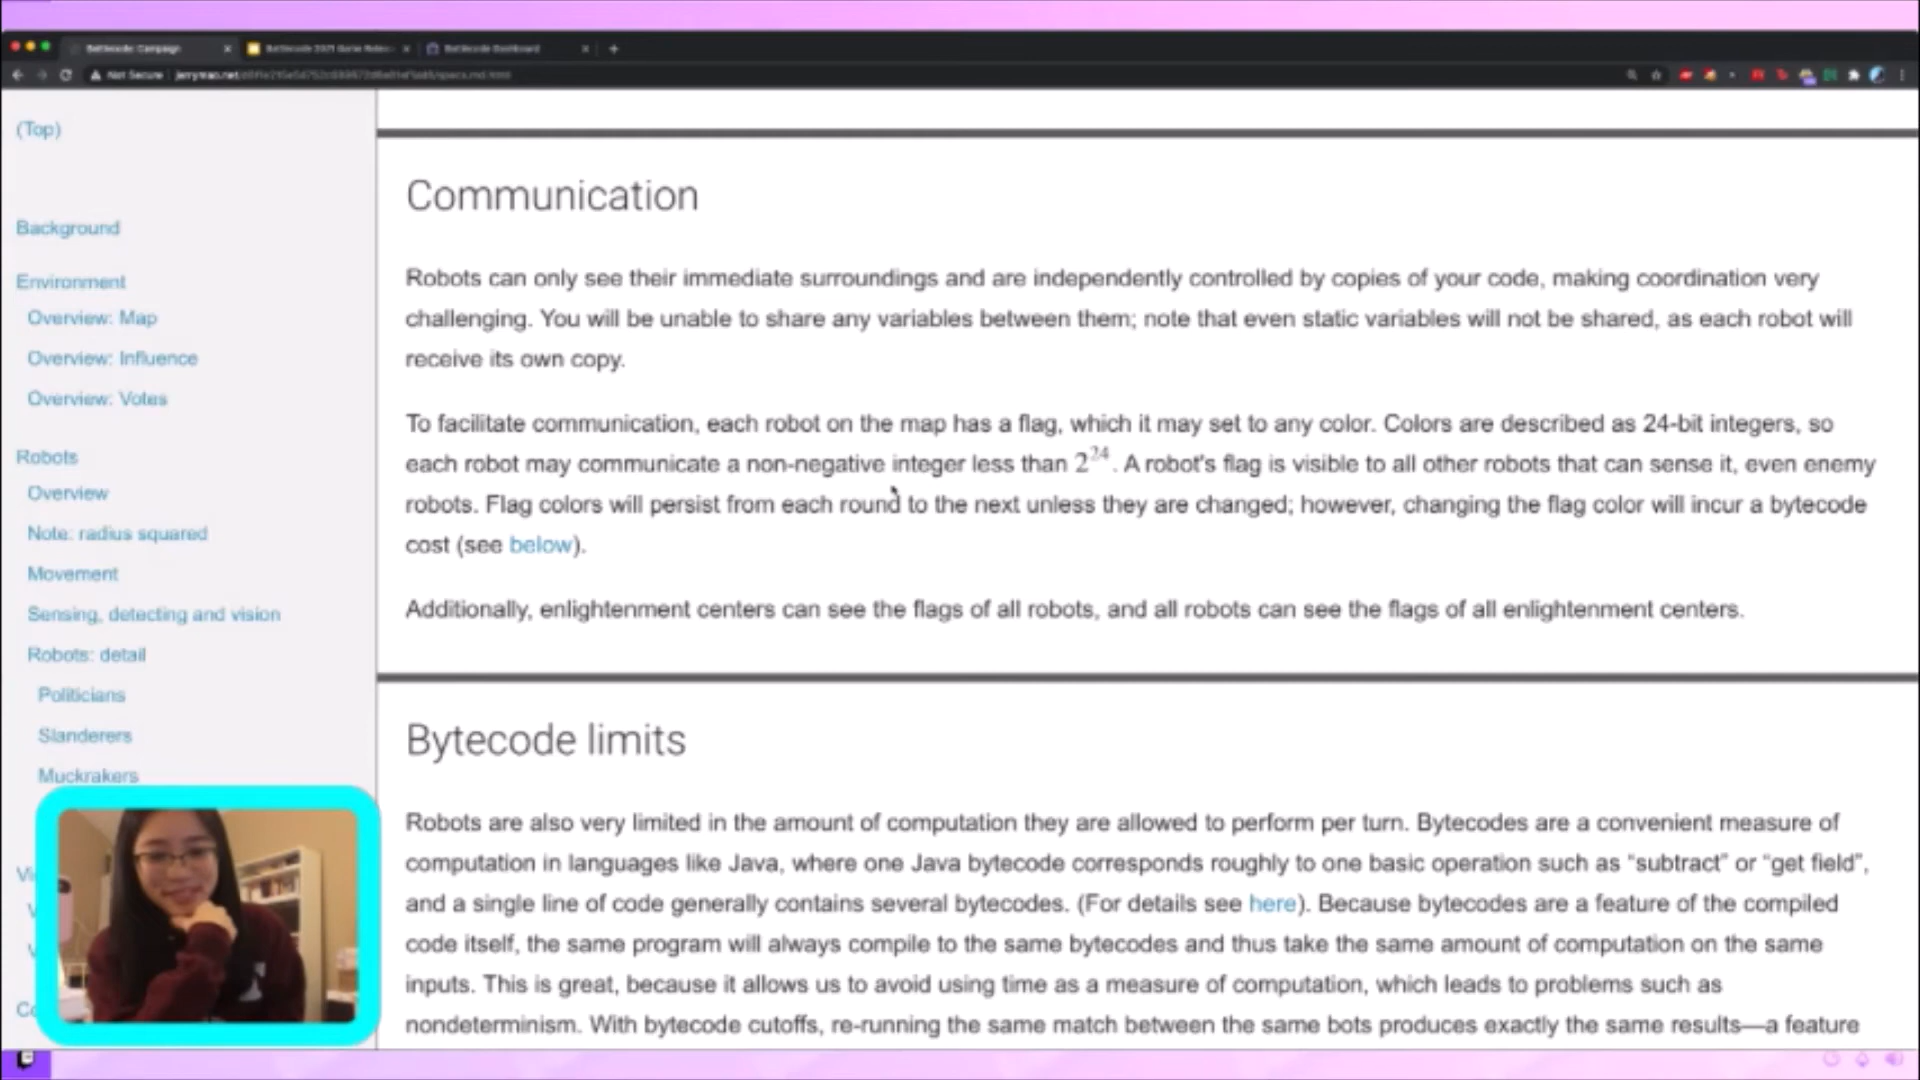 Battlecode: Campaign
Battlecode Dashboard
Not Secure
(Top)
Background
Environment
Overview: Map
Overview: Influence
Overview: Votes
Robots
Overview
Note: radius squared
Movement
Sensing, detecting and vision
Robots: detail
Politicians
Slanderers
Muckrakers
Communication
Robots can only see their immediate surroundings and are independently controlled by copies of your code, making coordination very
challenging. You will be unable to share any variables between them; note that even static variables will not be shared, as each robot will
receive its own copy.
To facilitate communication, each robot on the map has a flag, which it may set to any color. Colors are described as 24-bit integers, so
each robot may communicate a non-negative integer less than 2^24. A robot's flag is visible to all other robots that can sense it, even enemy
robots. Flag colors will persist from each round to the next unless they are changed; however, changing the flag color will incur a bytecode
cost (see below).
Additionally, enlightenment centers can see the flags of all robots, and all robots can see the flags of all enlightenment centers.
Bytecode limits
Robots are also very limited in the amount of computation they are allowed to perform per turn. Bytecodes are a convenient measure of
computation in languages like Java, where one Java bytecode corresponds roughly to one basic operation such as “subtract” or “get field”,
and a single line of code generally contains several bytecodes. (For details see here). Because bytecodes are a feature of the compiled
code itself, the same program will always compile to the same bytecodes and thus take the same amount of computation on the same
inputs. This is great, because it allows us to avoid using time as a measure of computation, which leads to problems such as
nondeterminism. With bytecode cutoffs, re-running the same match between the same bots produces exactly the same results—a feature